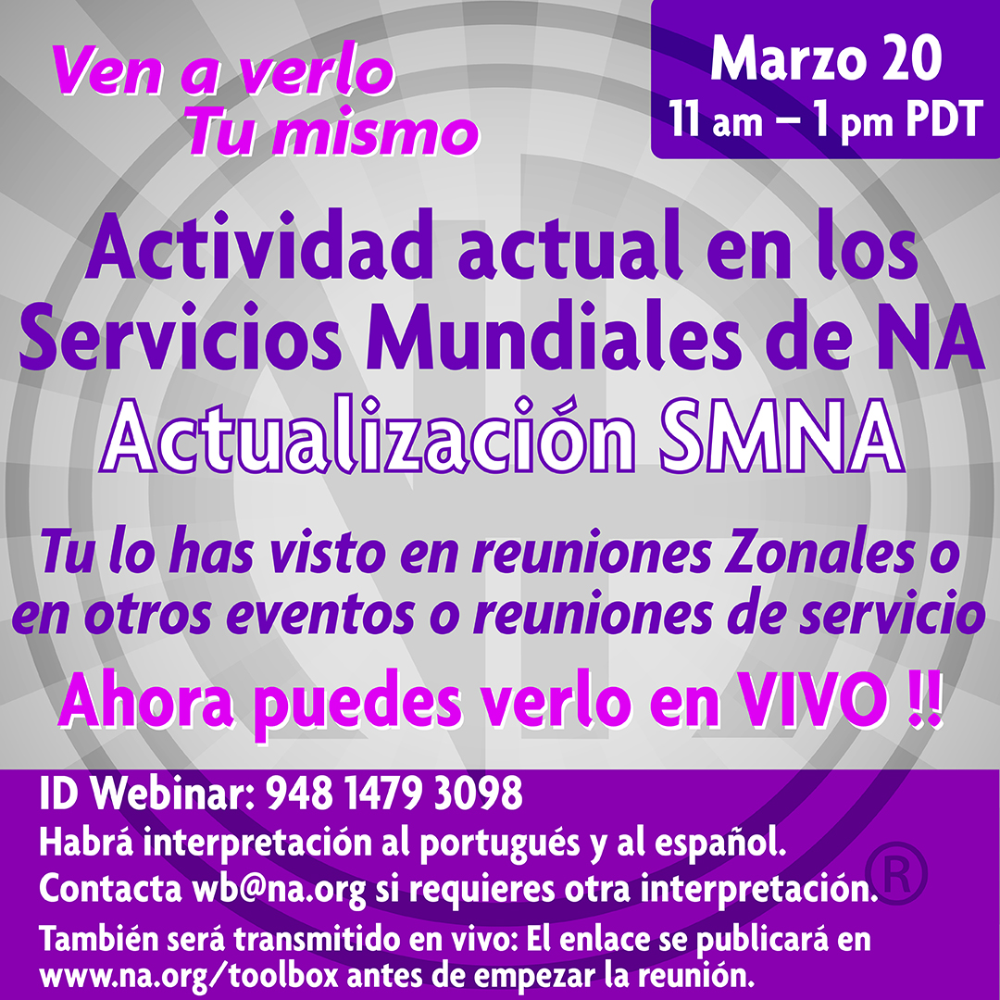 Ven a verlo
Tu mismo
Marzo 20
11 am – 1 pm PDT
Actividad actual en los
Servicios Mundiales de NA
Actualización SMNA
Tu lo has visto en reuniones Zonales o
en otros eventos o reuniones de servicio
Ahora puedes verlo en VIVO !!
ID Webinar: 948 1479 3098
Habrá interpretación al portugués y al español.
Contacta wb@na.org si requieres otra interpretación.
®
También será transmitido en vivo: El enlace se publicará en
www.na.org/toolbox antes de empezar la reunión.